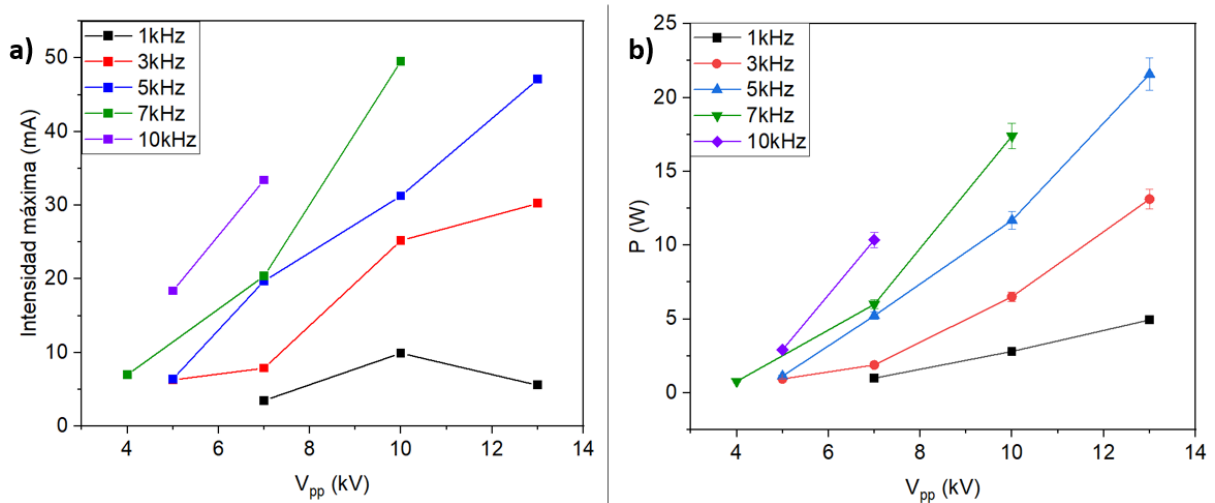 a)
1kHz
3kHz
5kHz
7kHz
10kHz
Intensidad máxima (mA)
50
40
30
20
10
0
4 6 8 10 12 14
V_pp (kV)
b)
1kHz
3kHz
5kHz
7kHz
10kHz
P (W)
25
20
15
10
5
0
4 6 8 10 12 14
V_pp (kV)